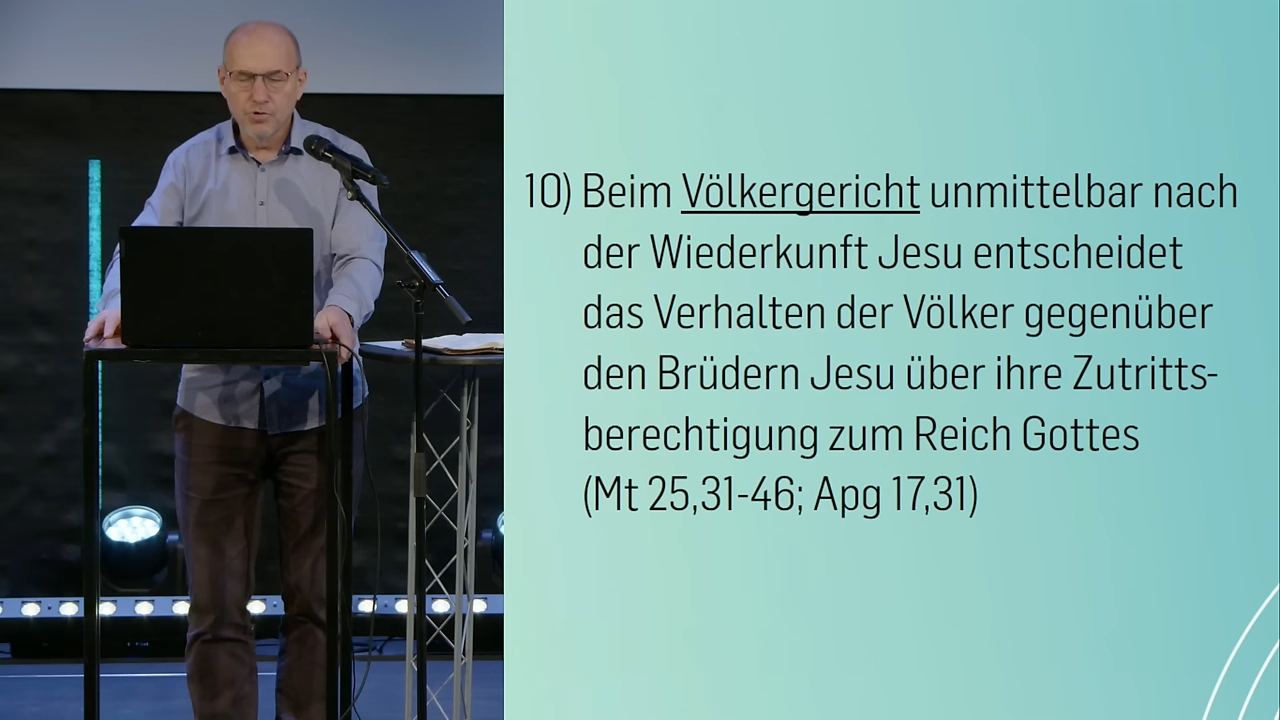 10) Beim Völkergericht unmittelbar nach
der Wiederkunft Jesu entscheidet
das Verhalten der Völker gegenüber
den Brüdern Jesu über ihre Zutritts-
berechtigung zum Reich Gottes
(Mt 25,31-46; Apg 17,31)